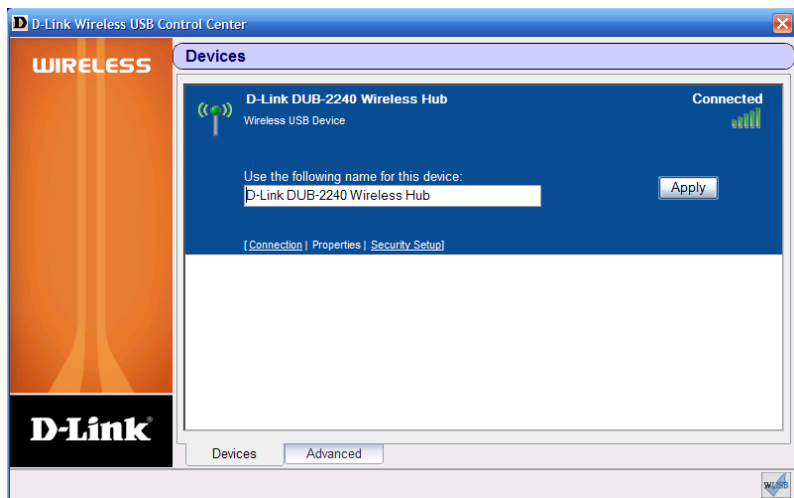 D-Link Wireless USB Control Center
WIRELESS
Devices
D-Link DUB-2240 Wireless Hub
Connected
Wireless USB Device
Use the following name for this device:
D-Link DUB-2240 Wireless Hub
Apply
[ Connection | Properties | Security Setup]
D-Link®
Devices
Advanced
WUSB